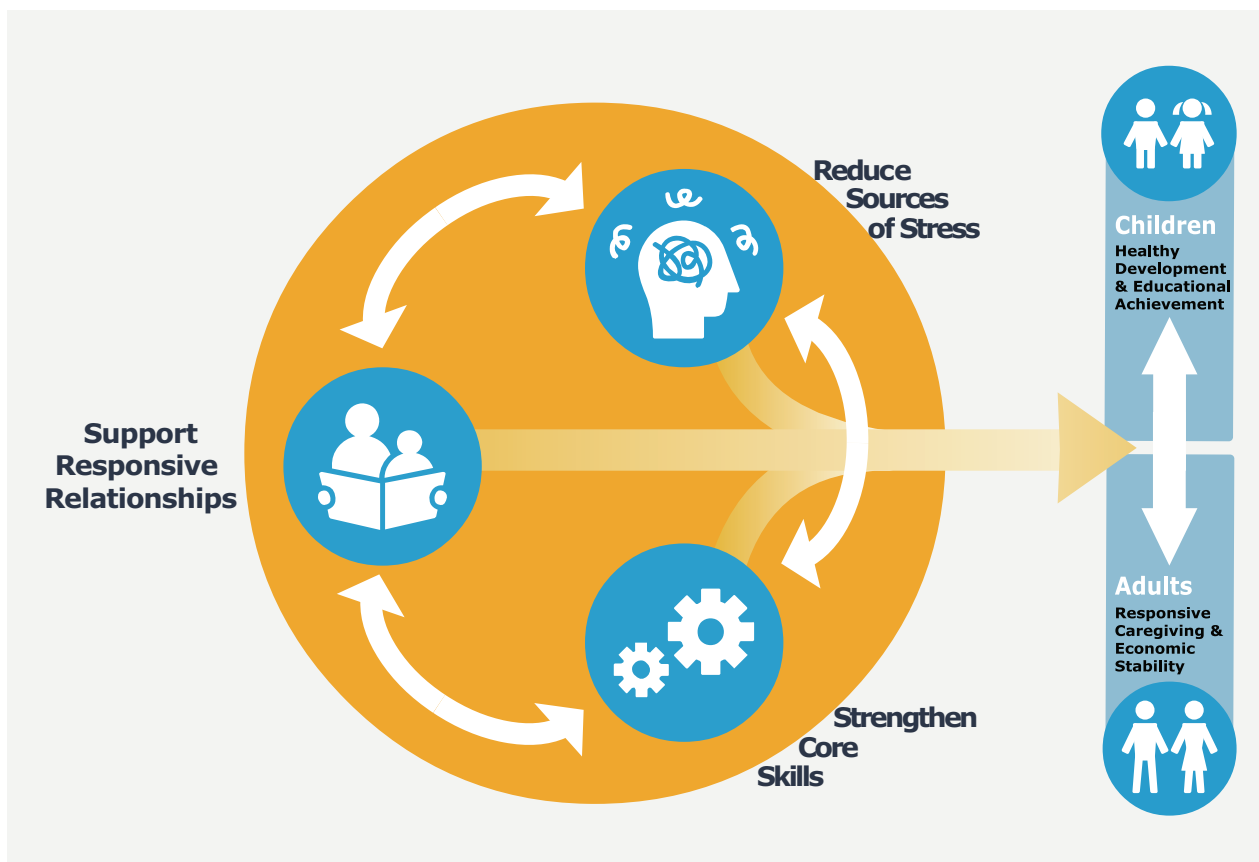 Reduce
Sources
of Stress
Support
Responsive
Relationships
Strengthen
Core
Skills
Children
Healthy
Development
& Educational
Achievement
Adults
Responsive
Caregiving &
Economic
Stability